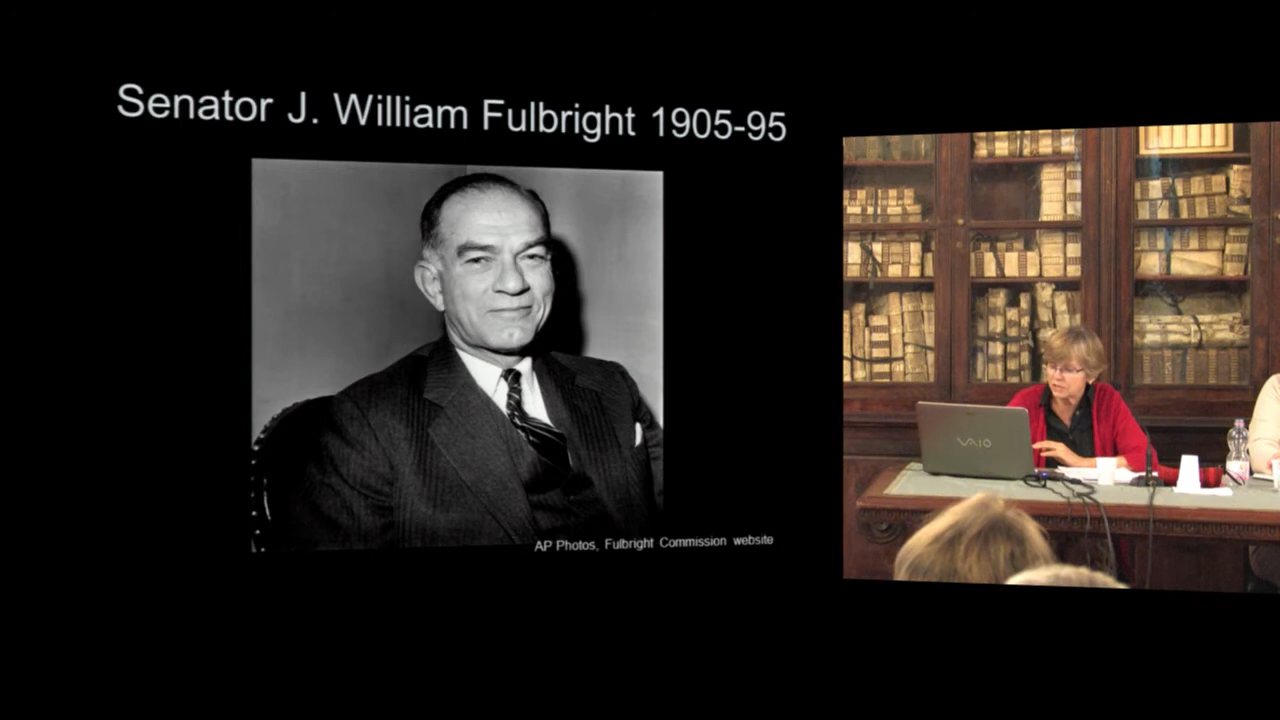 Senator J. William Fulbright 1905-95
AP Photos, Fulbright Commission website
VAIO